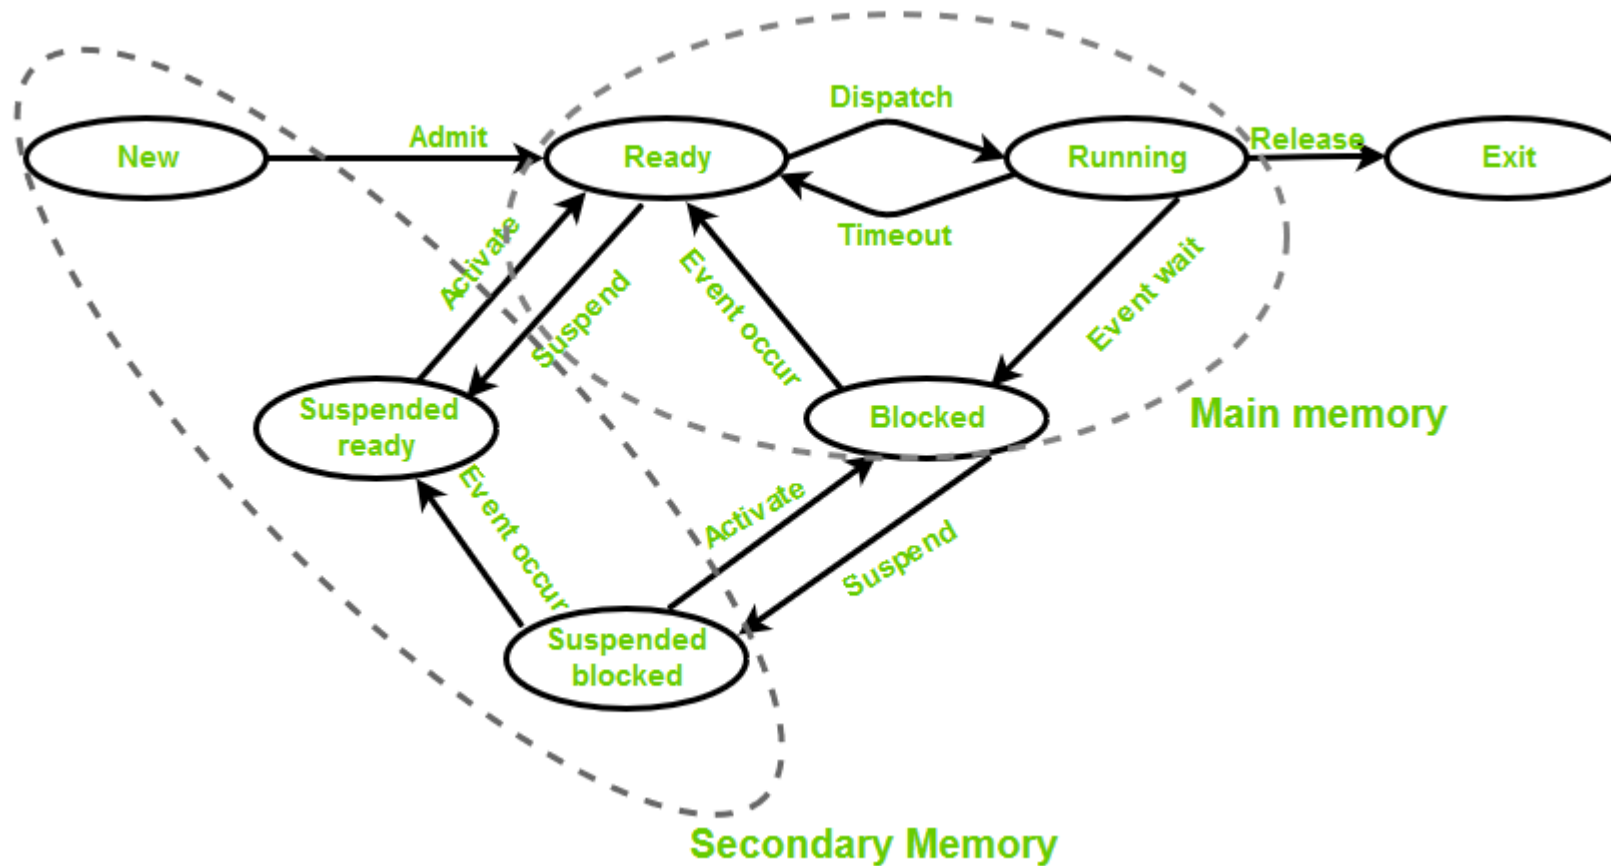 Dispatch
Admit
New
Ready
Running
Release
Exit
Timeout
Activate
Suspend
Event occur
Event wait
Suspended
ready
Blocked
Main memory
Event occur
Activate
Suspend
Suspended
blocked
Secondary Memory